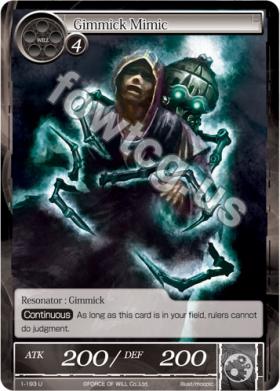 Gimmick Mimic
WILL
4
fowtcg.us
Resonator : Gimmick
Continuous As long as this card is in your field, rulers cannot
do judgment.
ATK 200 / DEF 200
1-193 U ©FORCE OF WILL Co.,Ltd.